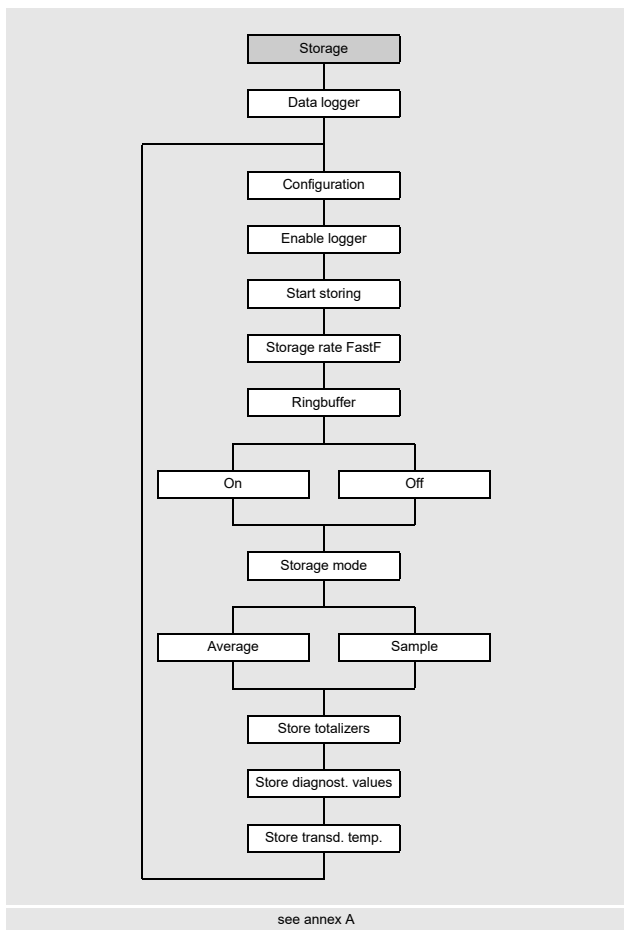 Storage
Data logger
Configuration
Enable logger
Start storing
Storage rate FastF
Ringbuffer
On
Off
Storage mode
Average
Sample
Store totalizers
Store diagnost. values
Store transd. temp.
see annex A